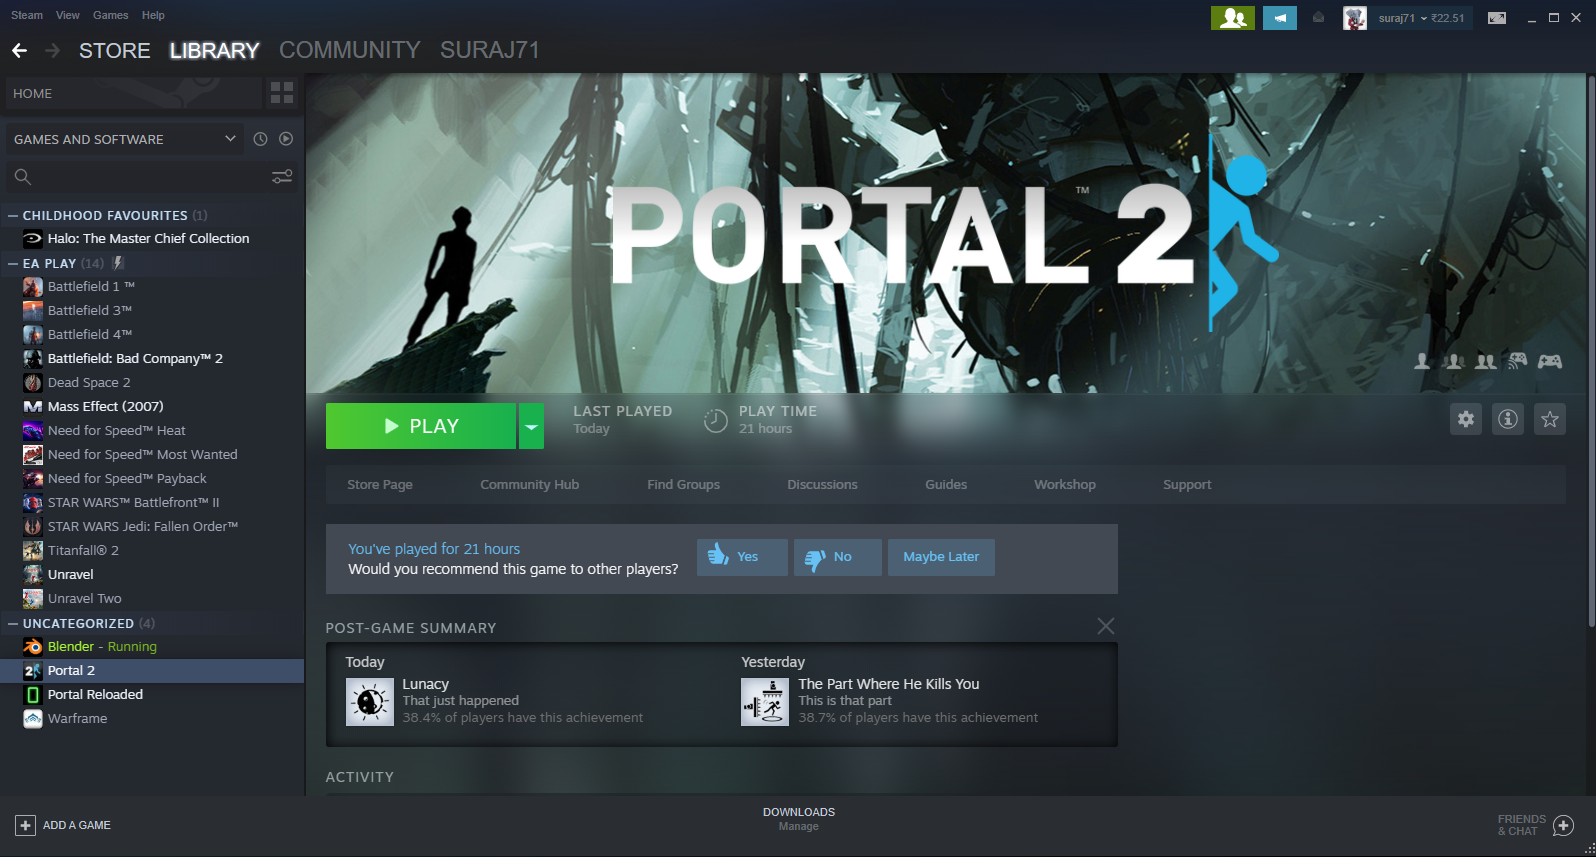 Steam View Games Help
suraj71 ₹22.51
STORE LIBRARY COMMUNITY SURAJ71
HOME
GAMES AND SOFTWARE
CHILDHOOD FAVOURITES (1)
Halo: The Master Chief Collection
EA PLAY (14)
Battlefield 1 ™
Battlefield 3™
Battlefield 4™
Battlefield: Bad Company™ 2
Dead Space 2
Mass Effect (2007)
Need for Speed™ Heat
Need for Speed™ Most Wanted
Need for Speed™ Payback
STAR WARS™ Battlefront™ II
STAR WARS Jedi: Fallen Order™
Titanfall® 2
Unravel
Unravel Two
UNCATEGORIZED (4)
Blender - Running
Portal 2
Portal Reloaded
Warframe
PORTAL 2 ™
PLAY
LAST PLAYED
Today
PLAY TIME
21 hours
Store Page Community Hub Find Groups Discussions Guides Workshop Support
You've played for 21 hours
Would you recommend this game to other players?
Yes No Maybe Later
POST-GAME SUMMARY
Today
Lunacy
That just happened
38.4% of players have this achievement
Yesterday
The Part Where He Kills You
This is that part
38.7% of players have this achievement
ACTIVITY
ADD A GAME
DOWNLOADS
Manage
FRIENDS
& CHAT